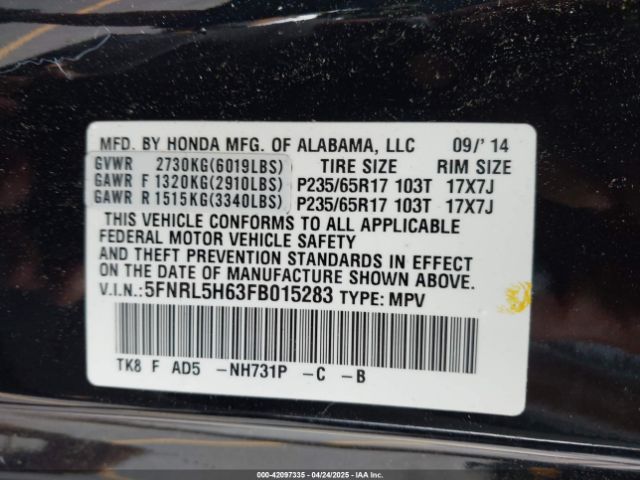 MFD. BY HONDA MFG. OF ALABAMA, LLC 09/' 14
GVWR 2730KG(6019LBS) TIRE SIZE RIM SIZE
GAWR F 1320KG(2910LBS) P235/65R17 103T 17X7J
GAWR R 1515KG(3340LBS) P235/65R17 103T 17X7J
THIS VEHICLE CONFORMS TO ALL APPLICABLE
FEDERAL MOTOR VEHICLE SAFETY
AND THEFT PREVENTION STANDARDS IN EFFECT
ON THE DATE OF MANUFACTURE SHOWN ABOVE.
V.I.N.:5FNRL5H63FB015283 TYPE: MPV
TK8 F AD5 -NH731P -C -B
000-42097335 - 04/24/2025 - IAA Inc.